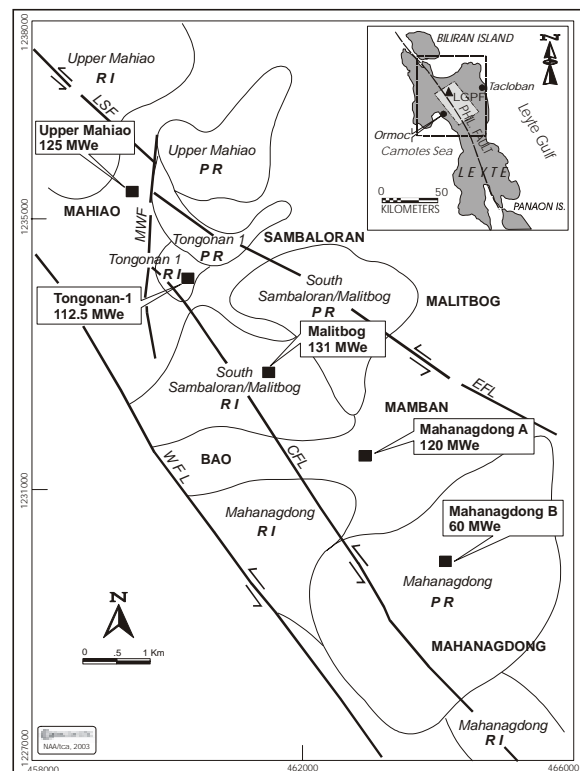 1238000
Upper Mahiao
R I
LSF
Upper Mahiao
125 MWe
Upper Mahiao
P R
1235000
MAHIAO
MWF
SAMBALORAN
Tongonan 1
P R
Tongonan 1
R I
Tongonan-1
112.5 MWe
South
Sambaloran/Malitbog
P R
MALITBOG
Malitbog
131 MWe
South
Sambaloran/Malitbog
R I
EFL
MAMBAN
Mahanagdong A
120 MWe
BAO
WFL
CFL
1231000
Mahanagdong
R I
Mahanagdong B
60 MWe
Mahanagdong
P R
MAHANAGDONG
Mahanagdong
R I
N
0 .5 1 Km
NAA/tca, 2003
1227000
458000
462000
466000
BILIRAN ISLAND
N
Tacloban
LGPF
PHIL. FAULT
Ormoc
Camotes Sea
Leyte Gulf
LEYTE
0 50
KILOMETERS
PANAON IS.